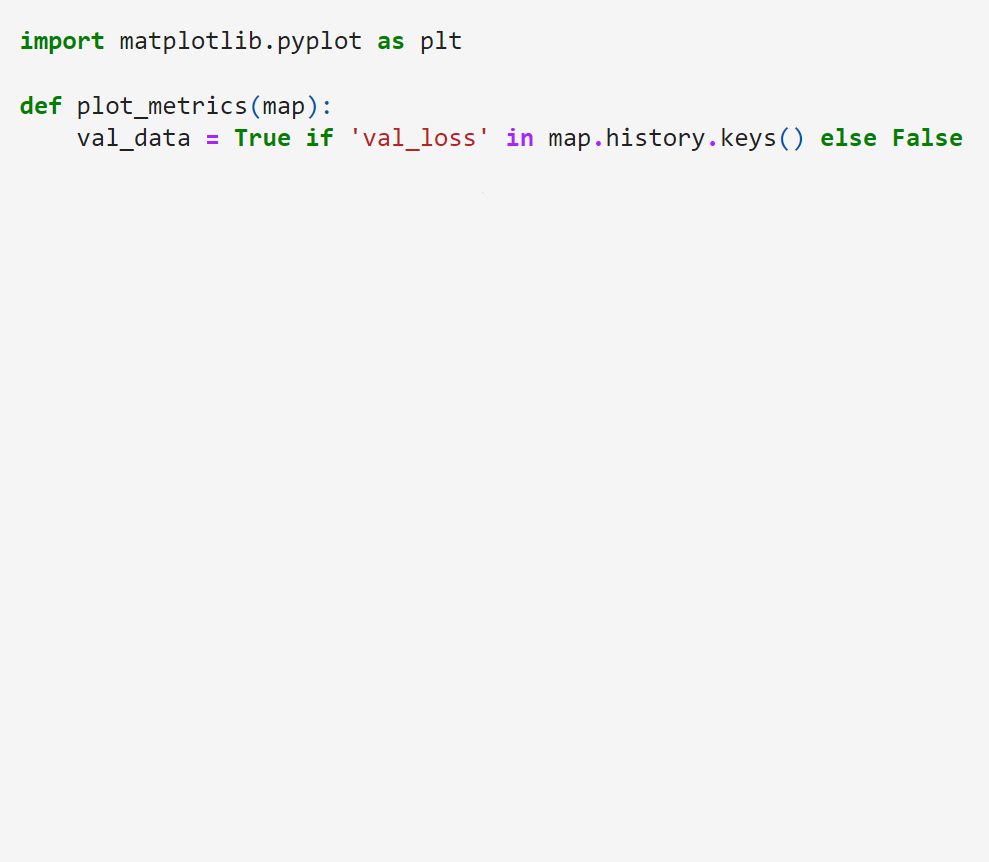 import matplotlib.pyplot as plt
def plot_metrics(map):
    val_data = True if 'val_loss' in map.history.keys() else False